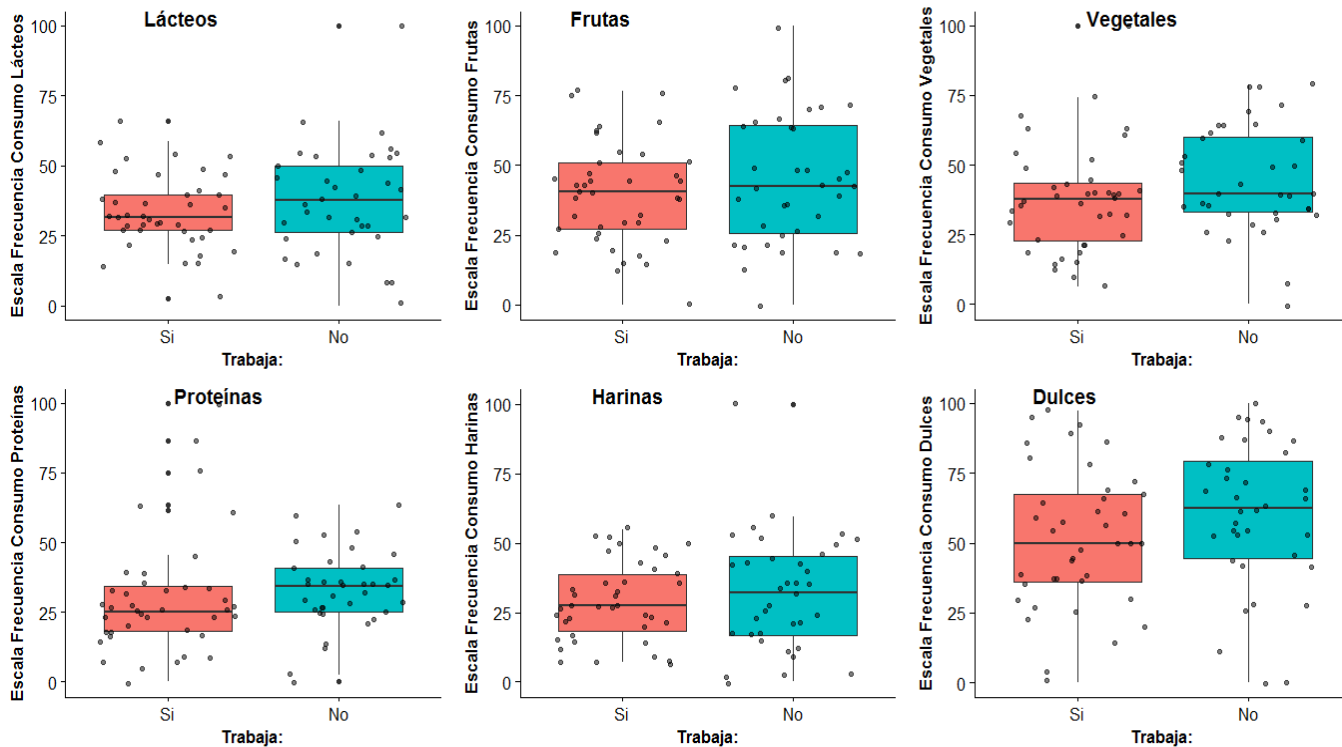 Lácteos
Escala Frecuencia Consumo Lácteos
100
75
50
25
0
Si
No
Trabaja:
Frutas
Escala Frecuencia Consumo Frutas
100
75
50
25
0
Si
No
Trabaja:
Vegetales
Escala Frecuencia Consumo Vegetales
100
75
50
25
0
Si
No
Trabaja:
Proteínas
Escala Frecuencia Consumo Proteínas
100
75
50
25
0
Si
No
Trabaja:
Harinas
Escala Frecuencia Consumo Harinas
100
75
50
25
0
Si
No
Trabaja:
Dulces
Escala Frecuencia Consumo Dulces
100
75
50
25
0
Si
No
Trabaja: